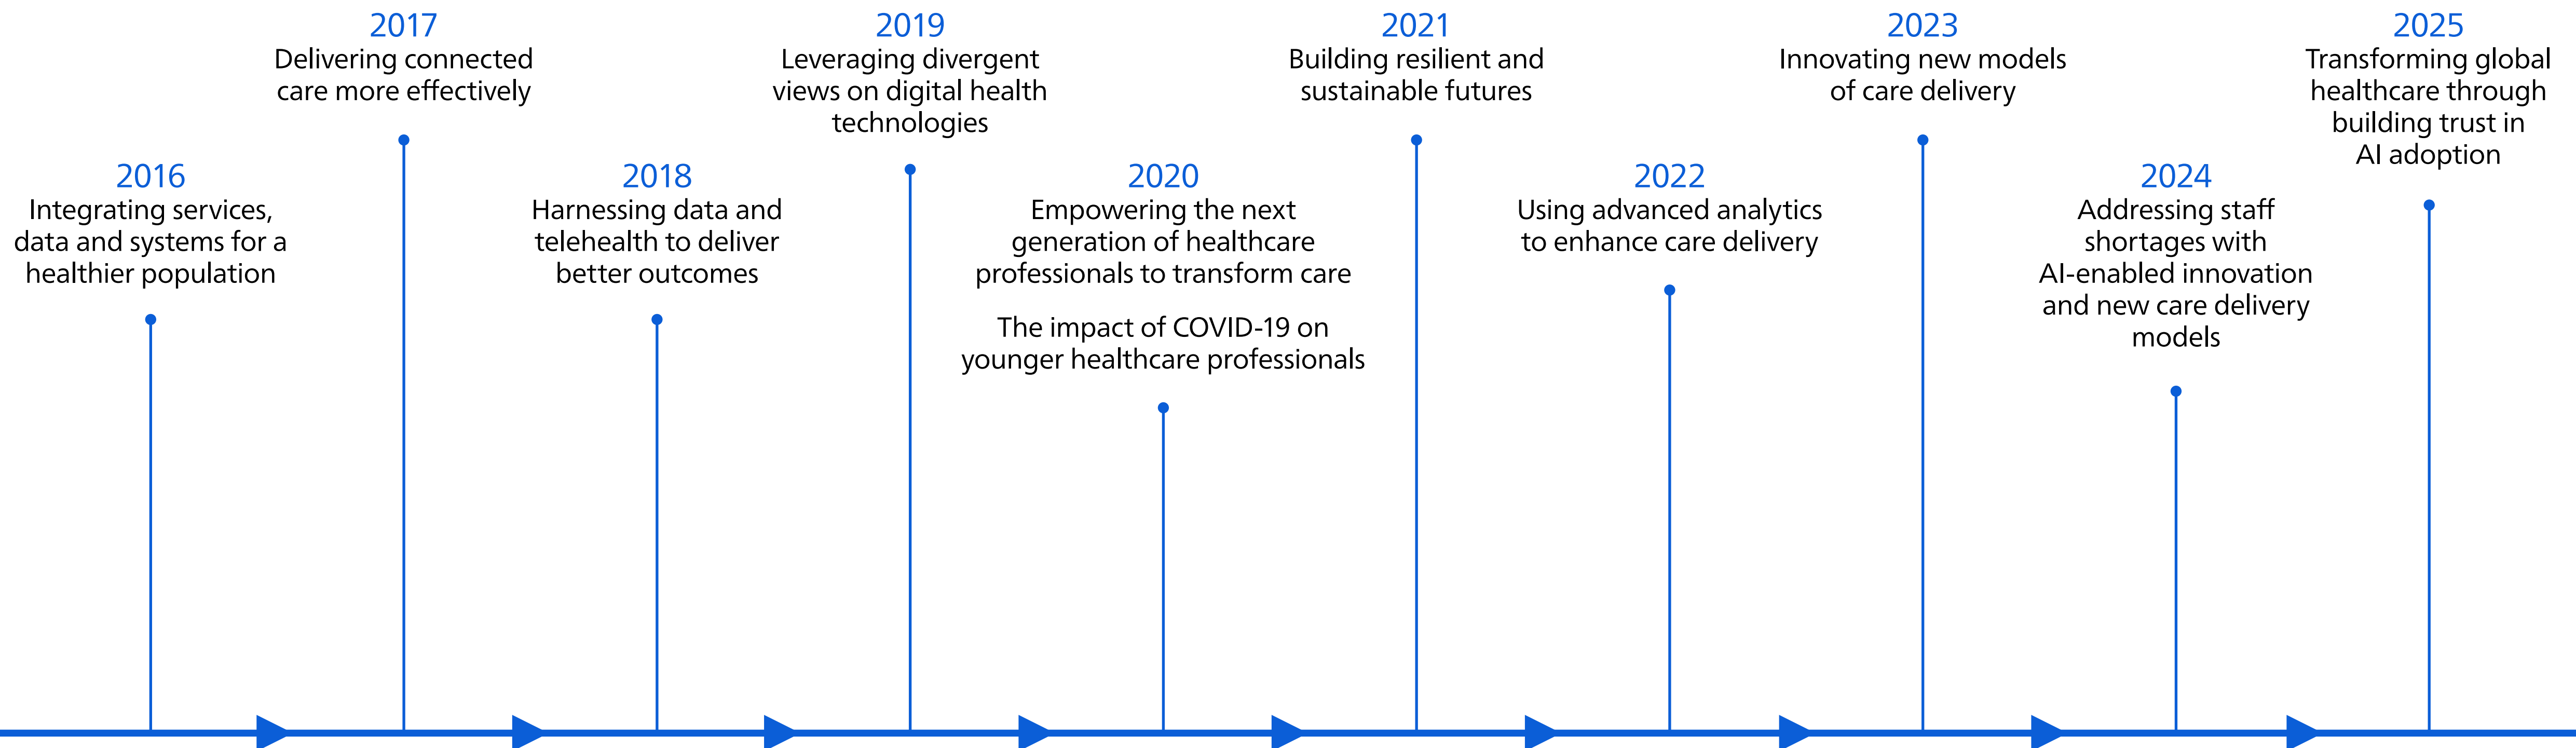 2016
Integrating services,
data and systems for a
healthier population
2017
Delivering connected
care more effectively
2018
Harnessing data and
telehealth to deliver
better outcomes
2019
Leveraging divergent
views on digital health
technologies
2020
Empowering the next
generation of healthcare
professionals to transform care
The impact of COVID-19 on
younger healthcare professionals
2021
Building resilient and
sustainable futures
2022
Using advanced analytics
to enhance care delivery
2023
Innovating new models
of care delivery
2024
Addressing staff
shortages with
AI-enabled innovation
and new care delivery
models
2025
Transforming global
healthcare through
building trust in
AI adoption